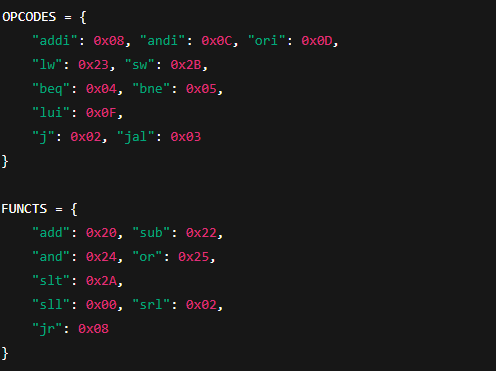 OPCODES = {
    "addi": 0x08, "andi": 0x0C, "ori": 0x0D,
    "lw": 0x23, "sw": 0x2B,
    "beq": 0x04, "bne": 0x05,
    "lui": 0x0F,
    "j": 0x02, "jal": 0x03
}
FUNCTS = {
    "add": 0x20, "sub": 0x22,
    "and": 0x24, "or": 0x25,
    "slt": 0x2A,
    "sll": 0x00, "srl": 0x02,
    "jr": 0x08
}